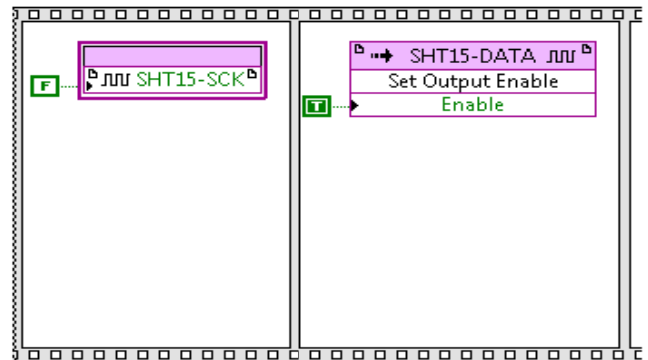 F
SHT15-SCK
SHT15-DATA
Set Output Enable
T
Enable